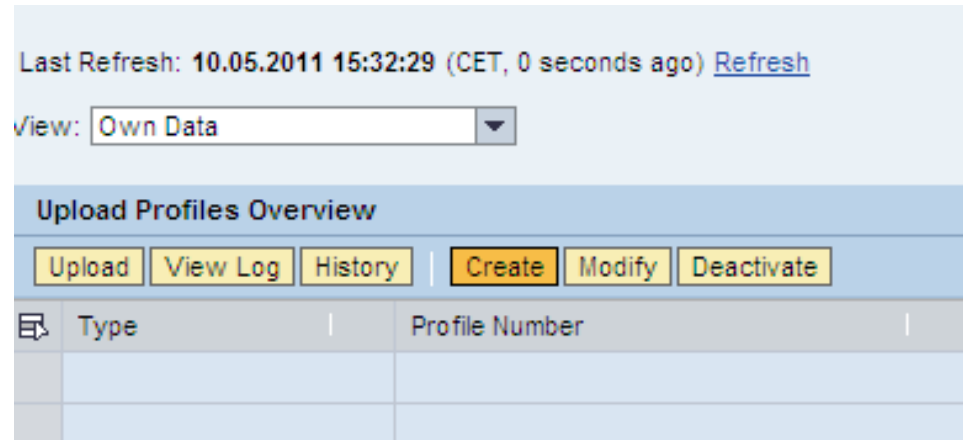 Last Refresh: 10.05.2011 15:32:29 (CET, 0 seconds ago) Refresh
View: Own Data
Upload Profiles Overview
Upload View Log History Create Modify Deactivate
Type Profile Number